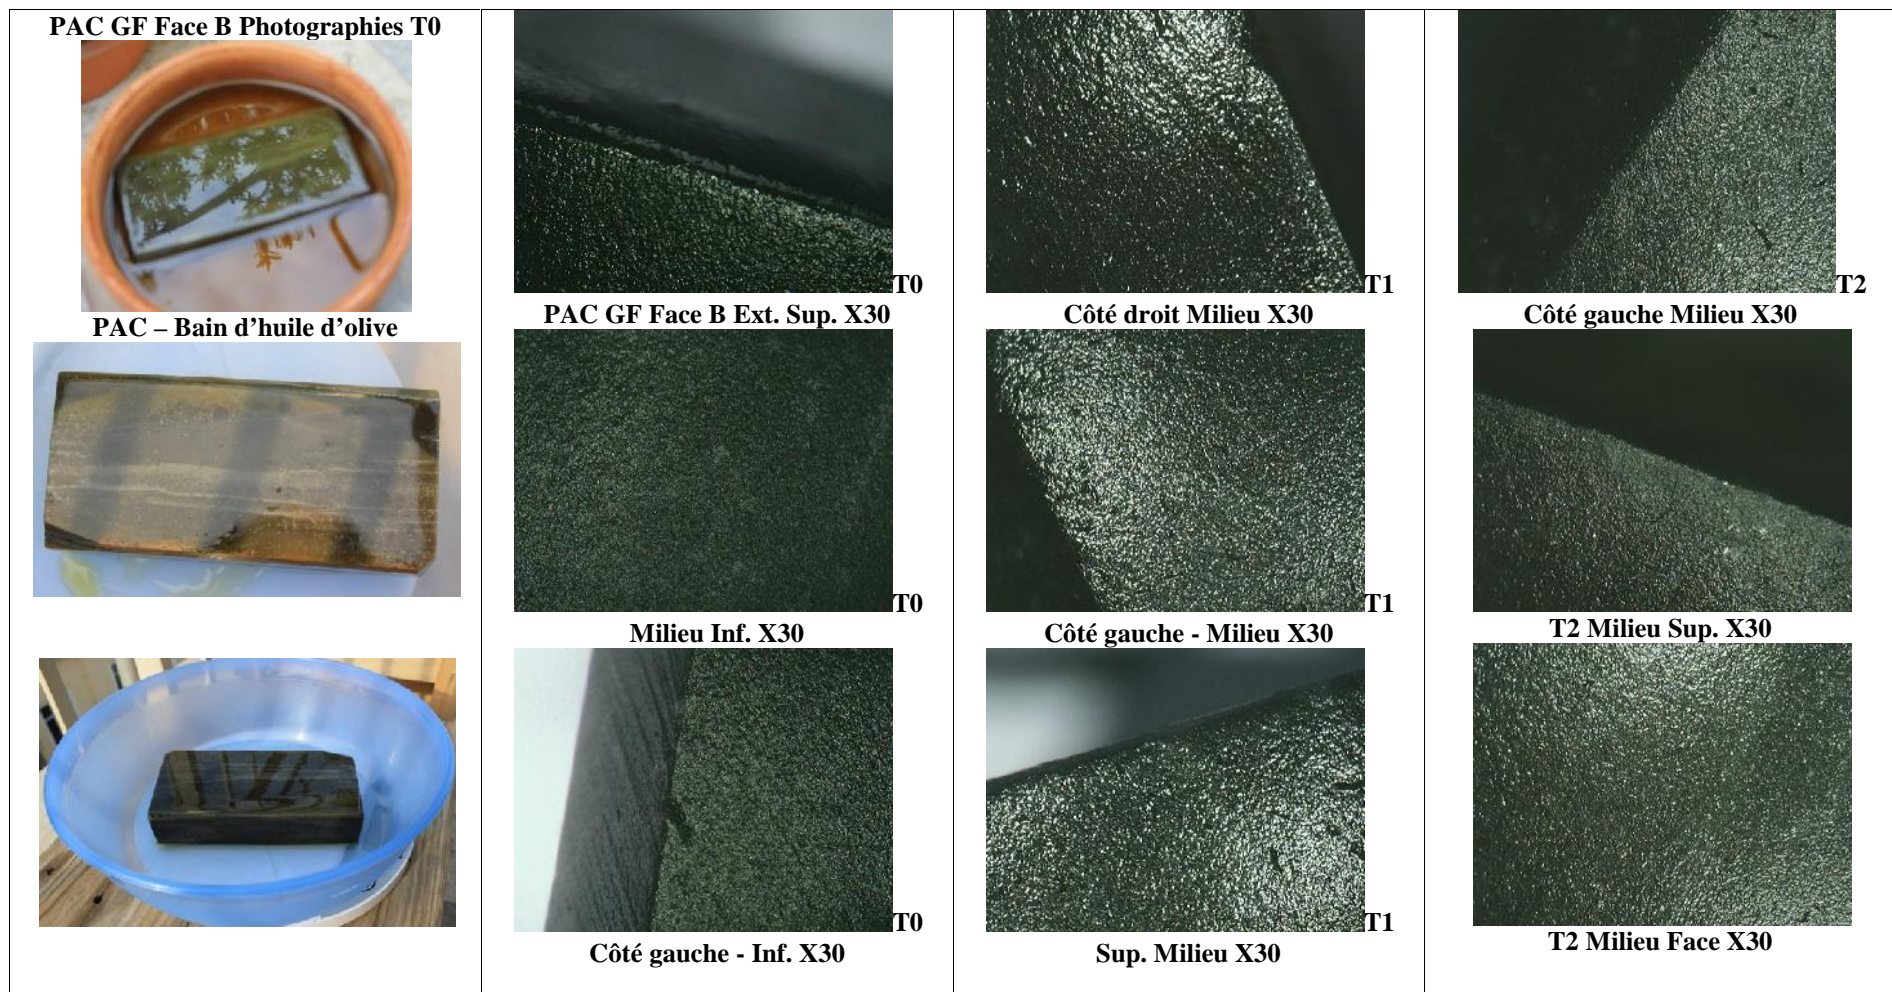 PAC GF Face B Photographies T0
PAC – Bain d’huile d’olive
T0
PAC GF Face B Ext. Sup. X30
T0
Milieu Inf. X30
T0
Côté gauche - Inf. X30
T1
Côté droit Milieu X30
T1
Côté gauche - Milieu X30
T1
Sup. Milieu X30
T2
Côté gauche Milieu X30
T2 Milieu Sup. X30
T2 Milieu Face X30